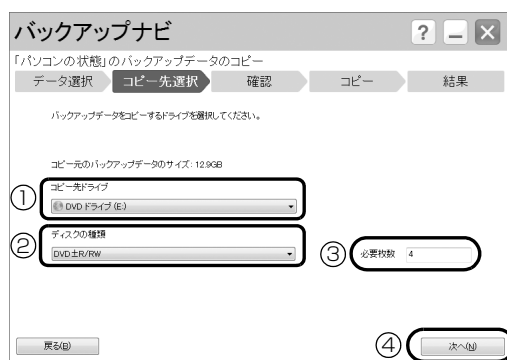 バックアップナビ
? － ×
「パソコンの状態」のバックアップデータのコピー
データ選択 コピー先選択 確認 コピー 結果
バックアップデータをコピーするドライブを選択してください。
コピー元のバックアップデータのサイズ: 12.9GB
① コピー先ドライブ
DVD ドライブ (E:)
② ディスクの種類
DVD±R/RW
③ 必要枚数 4
戻る(B)
④ 次へ(N)